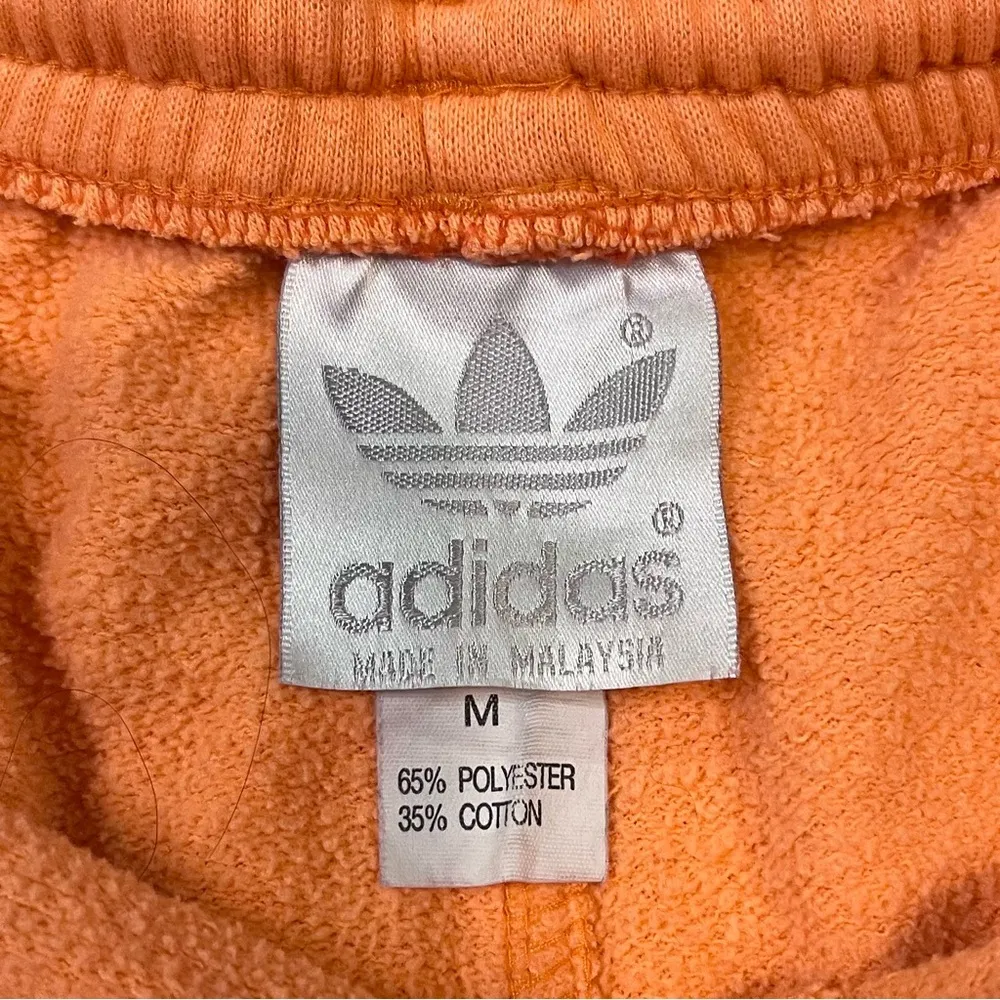 ®
®
adidas
MADE IN MALAYSIA
M
65% POLYESTER
35% COTTON